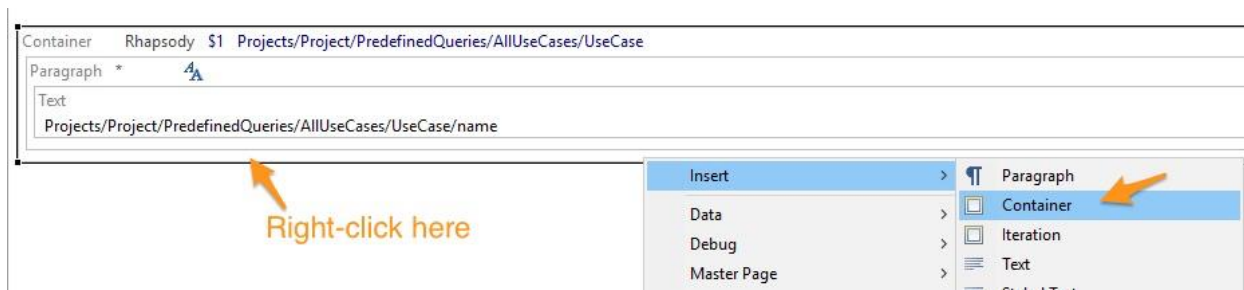 Container Rhapsody $1 Projects/Project/PredefinedQueries/AllUseCases/UseCase
Paragraph *
Text
Projects/Project/PredefinedQueries/AllUseCases/UseCase/name
Right-click here
Insert
Data
Debug
Master Page
Paragraph
Container
Iteration
Text